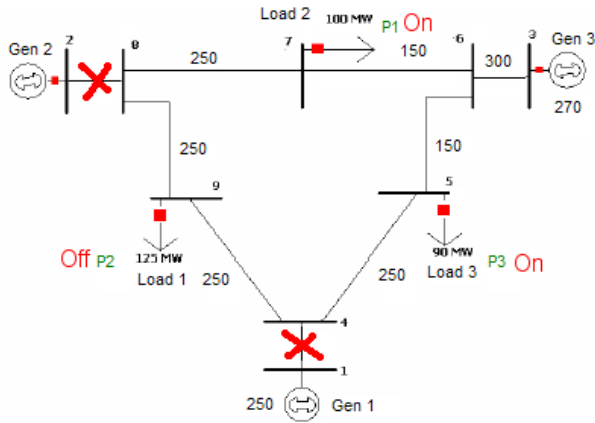 Load 2
100 MW
P1
On
Gen 2
2
8
7
6
3
Gen 3
250
150
300
270
250
150
9
5
Off
P2
125 MW
Load 1
90 MW
Load 3
P3
On
250
250
4
1
250
Gen 1